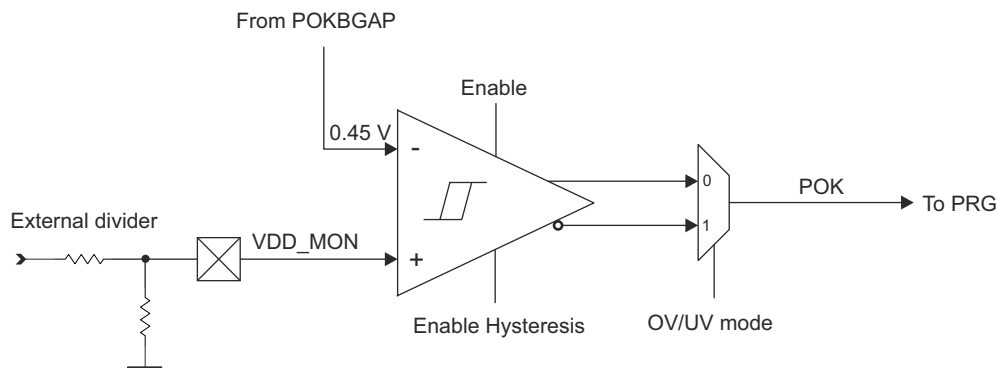 From POKBGAP
Enable
0.45 V
-
0
POK
To PRG
External divider
VDD_MON
1
+
Enable Hysteresis
OV/UV mode